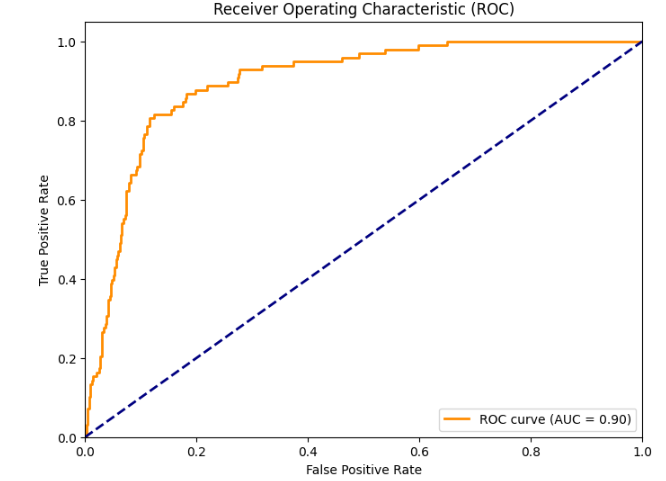 Receiver Operating Characteristic (ROC)
1.0
0.8
0.6
0.4
0.2
0.0
True Positive Rate
0.0 0.2 0.4 0.6 0.8 1.0
False Positive Rate
ROC curve (AUC = 0.90)